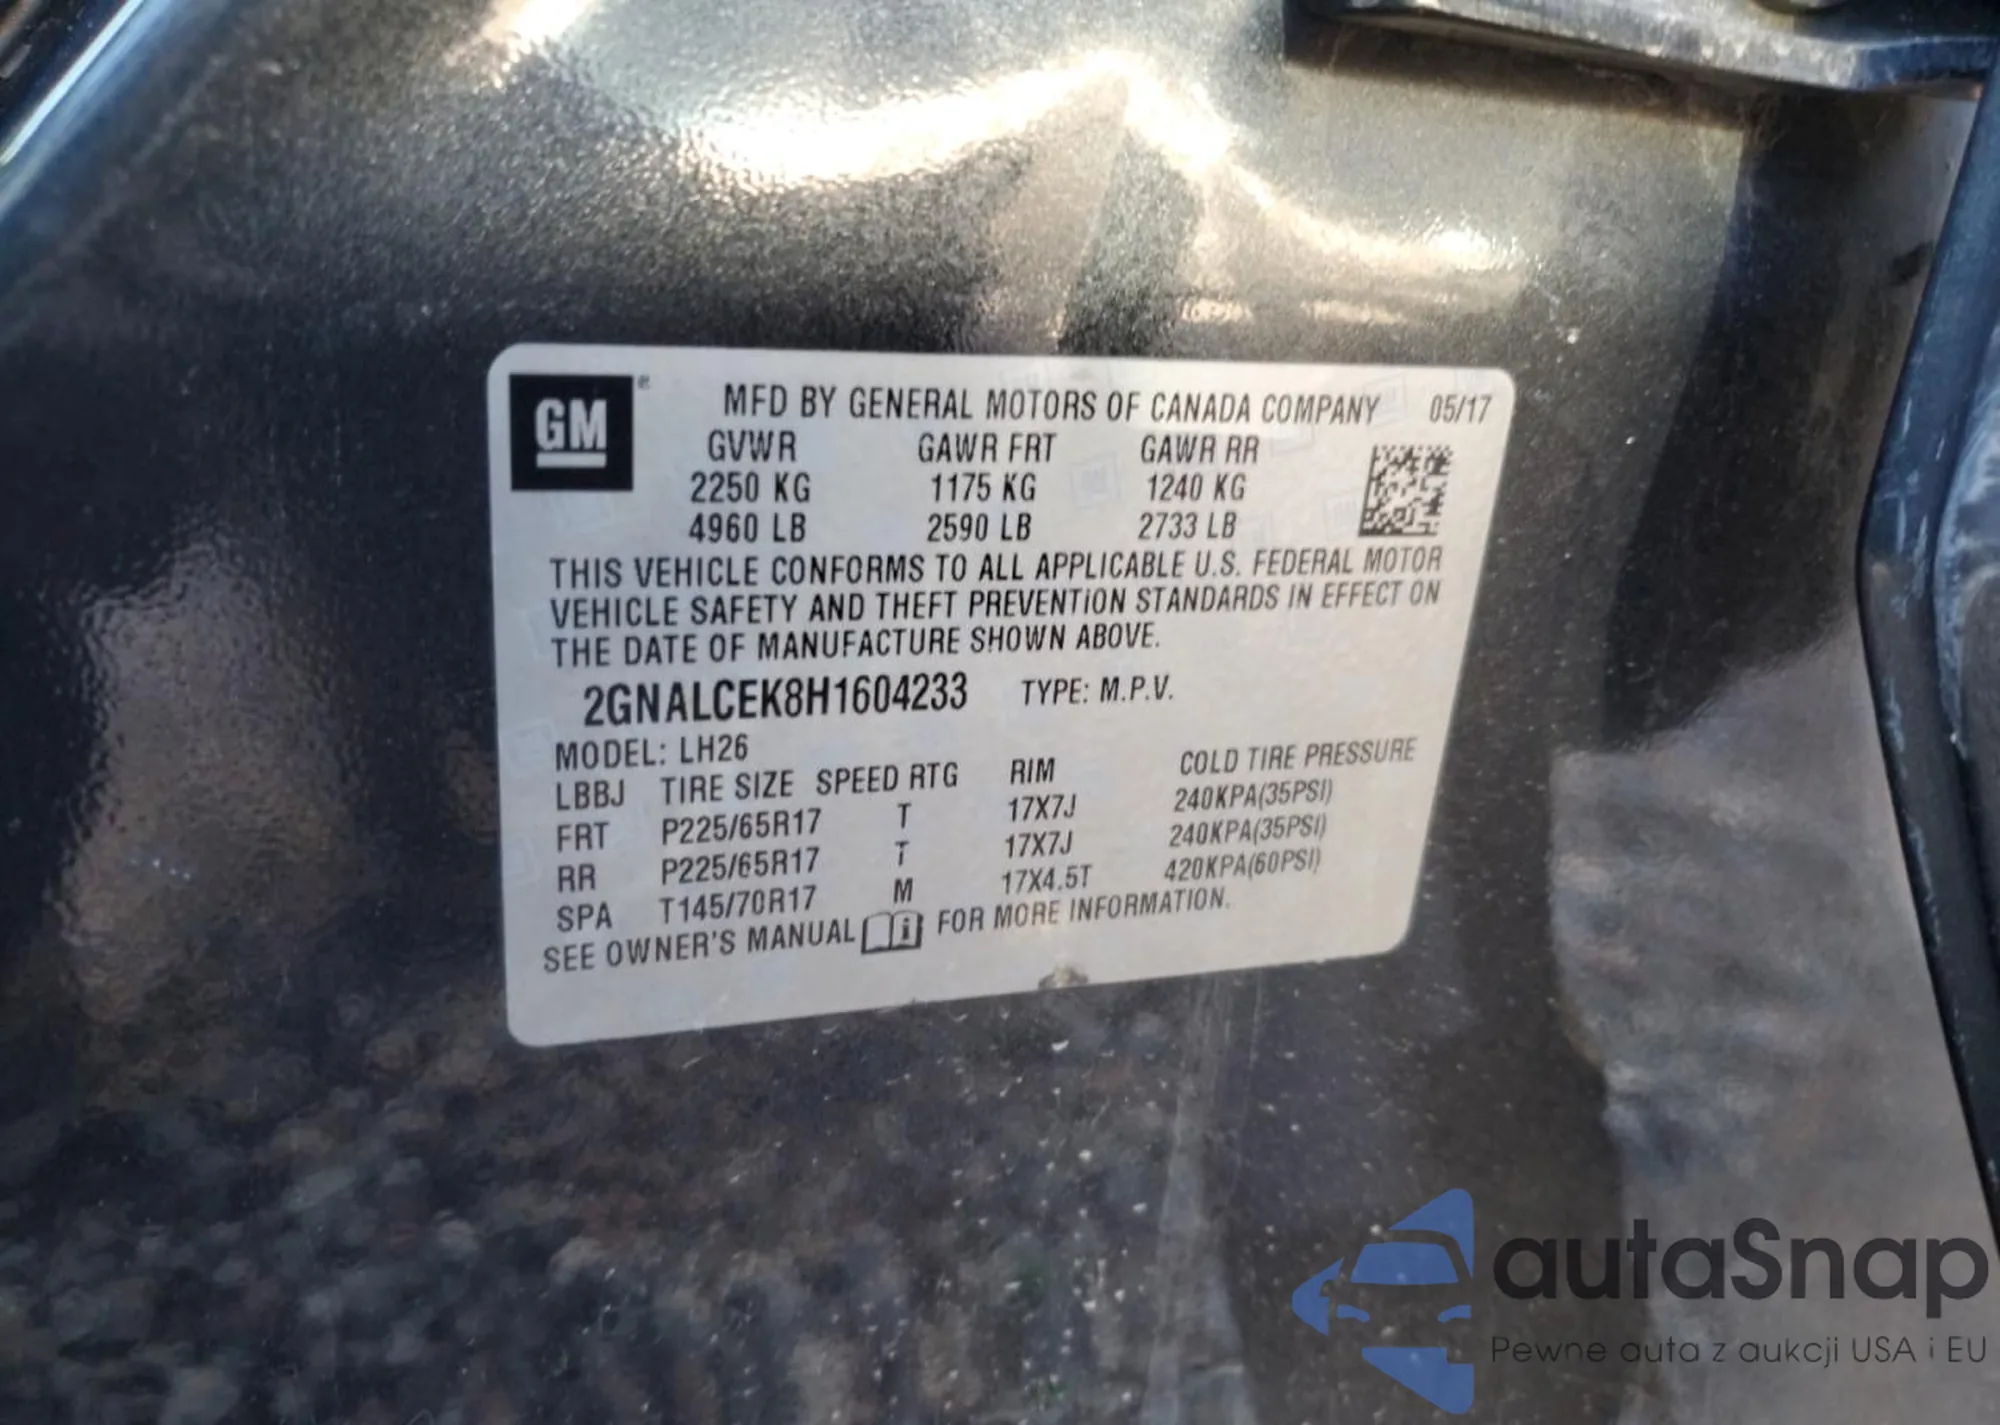 GM ®
MFD BY GENERAL MOTORS OF CANADA COMPANY 05/17
GVWR GAWR FRT GAWR RR
2250 KG 1175 KG 1240 KG
4960 LB 2590 LB 2733 LB
THIS VEHICLE CONFORMS TO ALL APPLICABLE U.S. FEDERAL MOTOR
VEHICLE SAFETY AND THEFT PREVENTION STANDARDS IN EFFECT ON
THE DATE OF MANUFACTURE SHOWN ABOVE.
2GNALCEK8H1604233 TYPE: M.P.V.
MODEL: LH26
LBBJ TIRE SIZE SPEED RTG RIM COLD TIRE PRESSURE
FRT P225/65R17 T 17X7J 240KPA(35PSI)
RR P225/65R17 T 17X7J 240KPA(35PSI)
SPA T145/70R17 M 17X4.5T 420KPA(60PSI)
SEE OWNER'S MANUAL i FOR MORE INFORMATION.
autaSnap
Pewne auta z aukcji USA i EU